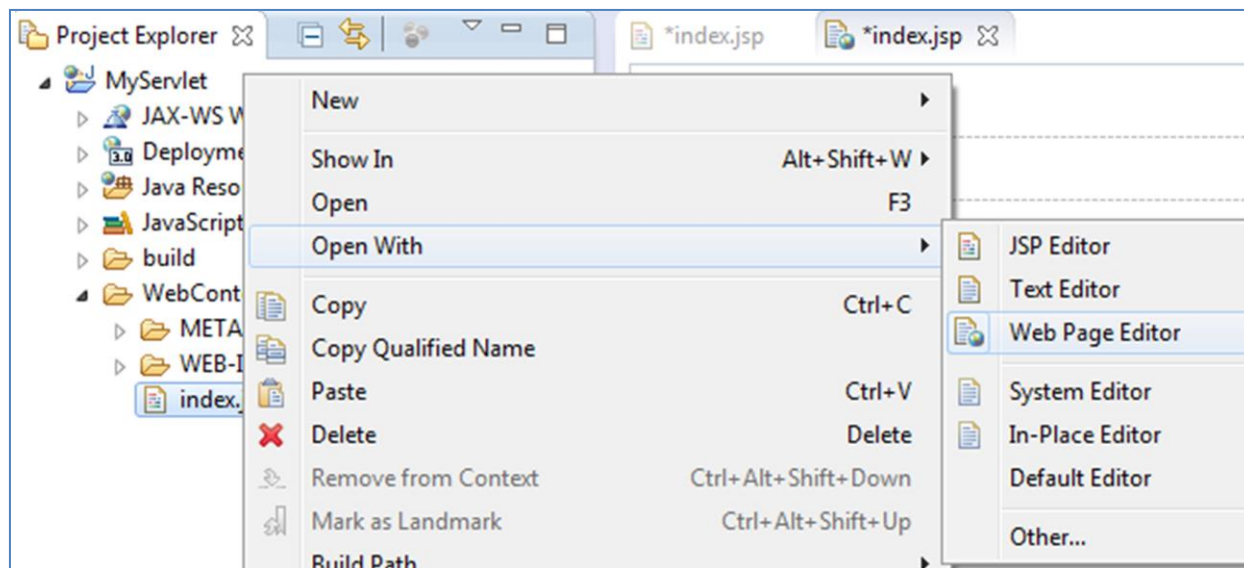 Project Explorer
*index.jsp
*index.jsp
MyServlet
JAX-WS W
Deployme
3.0
Java Reso
JavaScript
build
WebCont
META
WEB-I
index.j
New
Show In Alt+Shift+W
Open F3
Open With
Copy Ctrl+C
Copy Qualified Name
Paste Ctrl+V
Delete Delete
Remove from Context Ctrl+Alt+Shift+Down
Mark as Landmark Ctrl+Alt+Shift+Up
Build Path
JSP Editor
Text Editor
Web Page Editor
System Editor
In-Place Editor
Default Editor
Other...